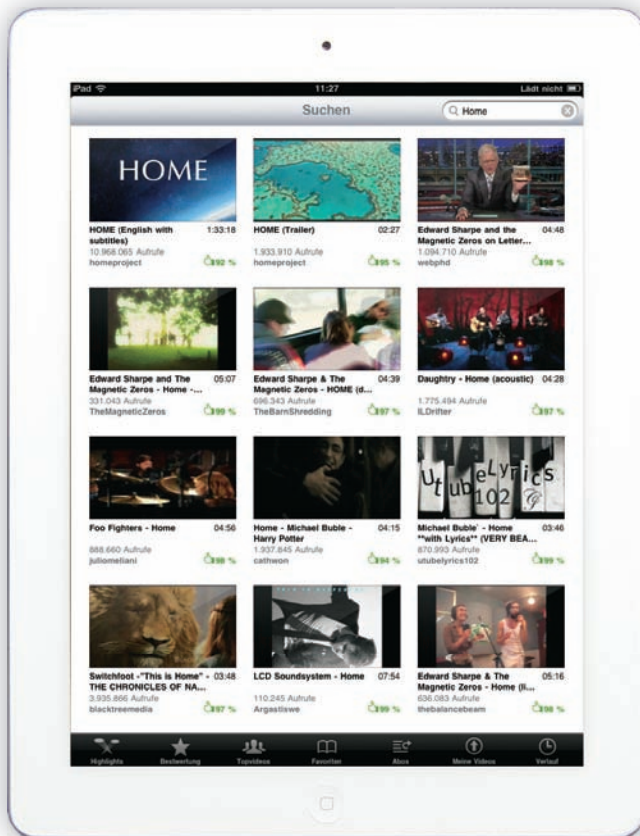 iPad 11:27 Lädt nicht
Suchen Home
HOME
HOME (English with 1:33:18
subtitles)
10.968.065 Aufrufe
homeproject 92 %
HOME (Trailer) 02:27
1.933.910 Aufrufe
homeproject 95 %
Edward Sharpe and the 04:48
Magnetic Zeros on Letter...
1.094.710 Aufrufe
webphd 98 %
Edward Sharpe and The 05:07
Magnetic Zeros - Home -...
331.043 Aufrufe
TheMagneticZeros 99 %
Edward Sharpe & The 04:39
Magnetic Zeros - HOME (d...
696.343 Aufrufe
TheBarnShredding 97 %
Daughtry - Home (acoustic) 04:28
1.775.494 Aufrufe
ILDrifter 97 %
Foo Fighters - Home 04:56
888.660 Aufrufe
juliomeliani 98 %
Home - Michael Buble - 04:15
Harry Potter
1.937.845 Aufrufe
cathwon 94 %
UtubeLyrics
102
Michael Buble` - Home 03:46
**with Lyrics** (VERY BEA...
870.993 Aufrufe
utubelyrics102 99 %
Switchfoot -"This is Home" - 03:48
THE CHRONICLES OF NA...
3.935.866 Aufrufe
blacktreemedia 97 %
LCD Soundsystem - Home 07:54
110.245 Aufrufe
Argastiswe 99 %
Edward Sharpe & The 05:16
Magnetic Zeros - Home (li...
636.083 Aufrufe
thebalancebeam 98 %
Highlights Bestwertung Topvideos Favoriten Abos Meine Videos Verlauf